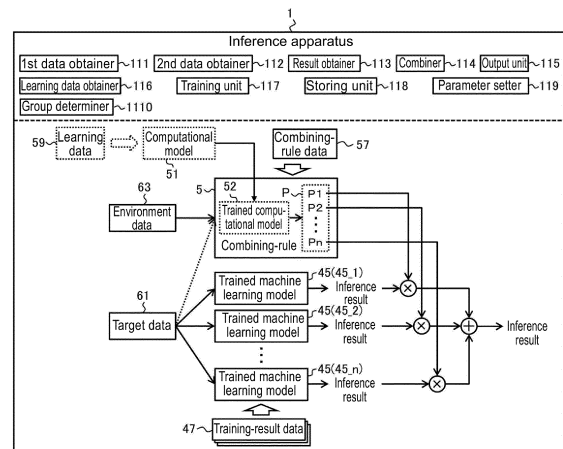 1
Inference apparatus
1st data obtainer 111
2nd data obtainer 112
Result obtainer 113
Combiner 114
Output unit 115
Learning data obtainer 116
Training unit 117
Storing unit 118
Parameter setter 119
Group determiner 1110
59
Learning data
Computational model
51
Combining-rule data
57
63
Environment data
5
52
Trained compu-tational model
Combining-rule
P
P1
P2
Pn
61
Target data
Trained machine learning model
45(45_1)
Inference result
Trained machine learning model
45(45_2)
Inference result
Trained machine learning model
45(45_n)
Inference result
Inference result
47
Training-result data